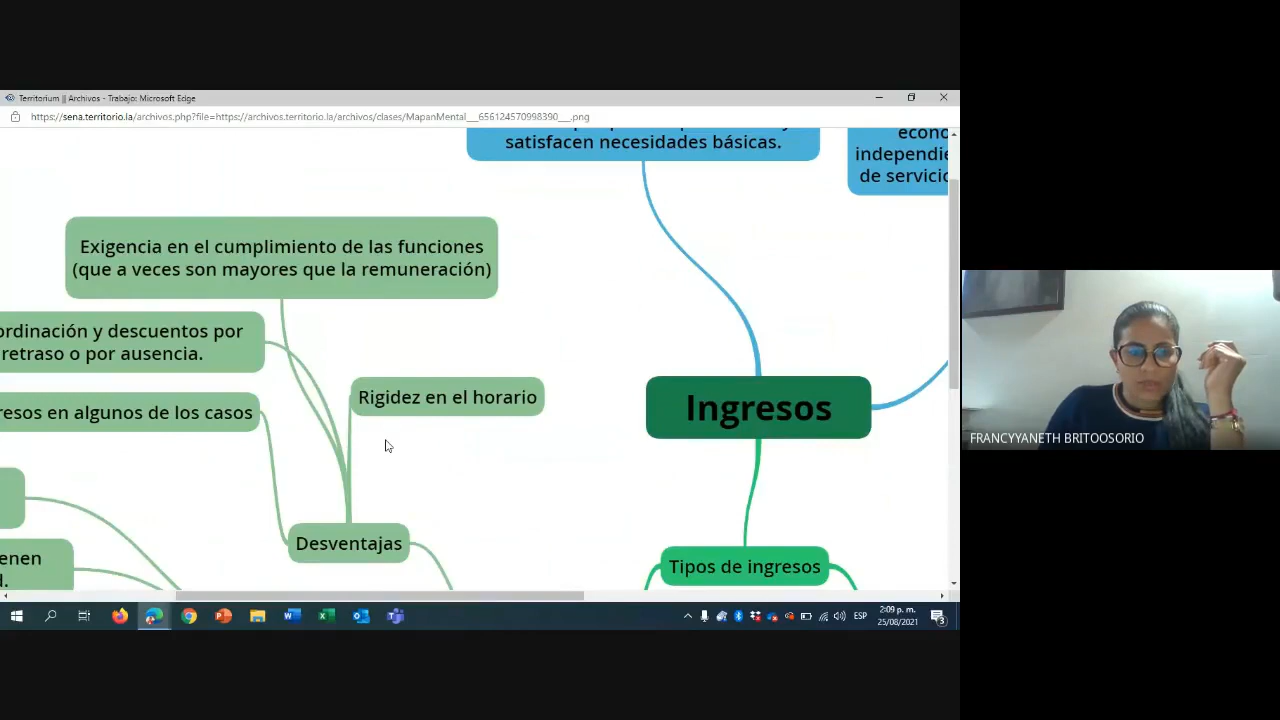 Territorium || Archivos - Trabajo: Microsoft Edge
https://sena.territorio.la/archivos.php?file=https://archivos.territorio.la/archivos/clases/MapanMental__656124570998390__.png
satisfacen necesidades básicas.
econo
independie
de servicio
Exigencia en el cumplimiento de las funciones
(que a veces son mayores que la remuneración)
ordinación y descuentos por
retraso o por ausencia.
Rigidez en el horario
resos en algunos de los casos
Ingresos
Desventajas
enen
d.
Tipos de ingresos
FRANCYYANETH BRITOOSORIO
ESP
2:09 p. m.
25/08/2021
3